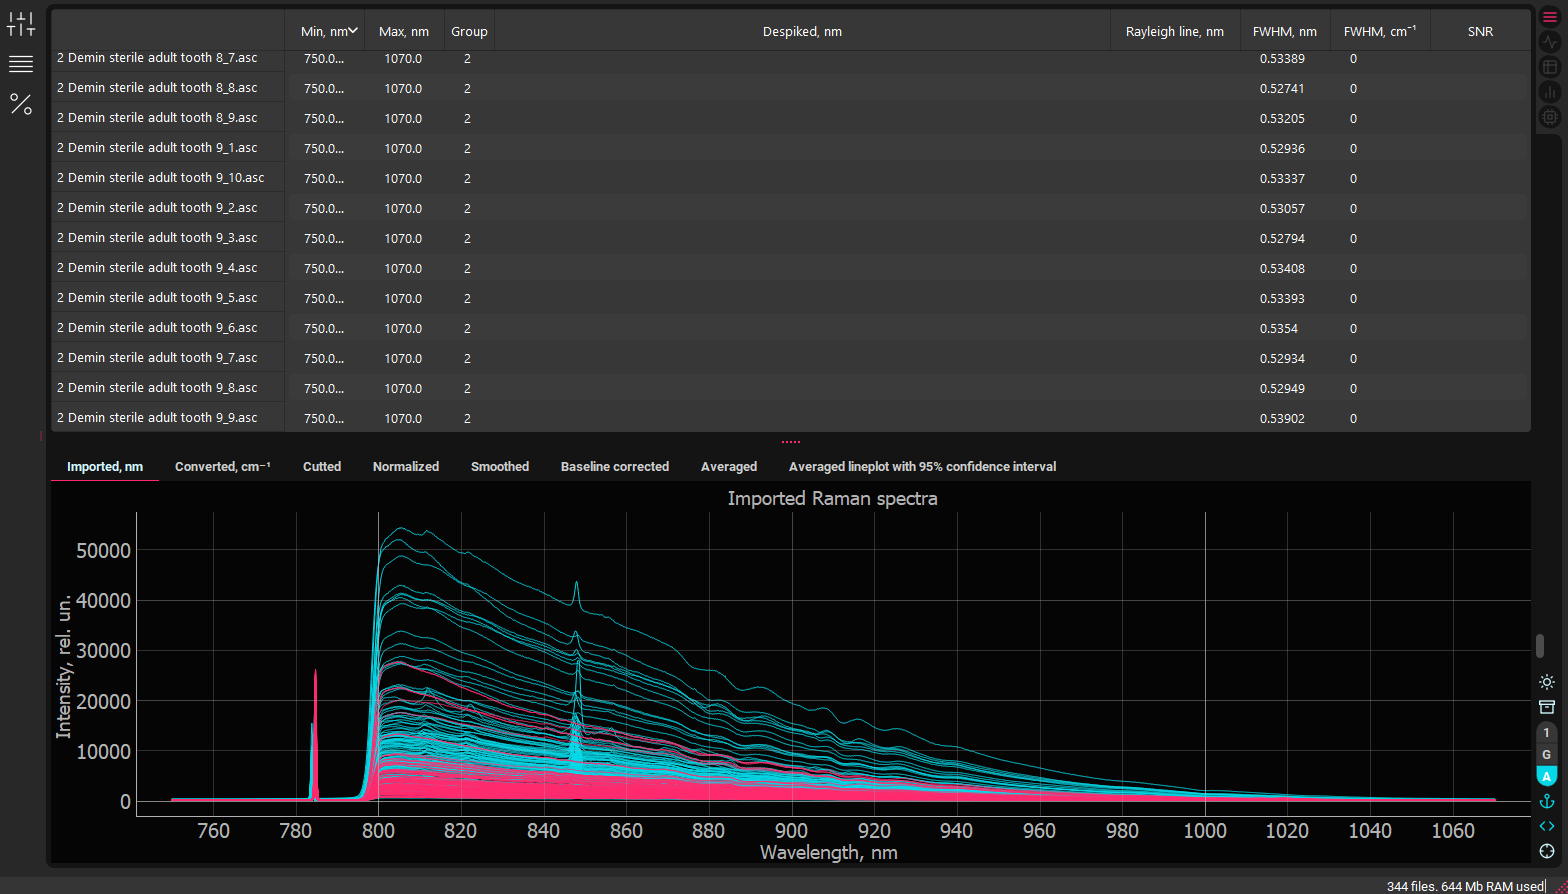 Min, nm Max, nm Group Despiked, nm Rayleigh line, nm FWHM, nm FWHM, cm⁻¹ SNR
2 Demin sterile adult tooth 8_7.asc 750.0... 1070.0 2 0.53389 0
2 Demin sterile adult tooth 8_8.asc 750.0... 1070.0 2 0.52741 0
2 Demin sterile adult tooth 8_9.asc 750.0... 1070.0 2 0.53205 0
2 Demin sterile adult tooth 9_1.asc 750.0... 1070.0 2 0.52936 0
2 Demin sterile adult tooth 9_10.asc 750.0... 1070.0 2 0.53337 0
2 Demin sterile adult tooth 9_2.asc 750.0... 1070.0 2 0.53057 0
2 Demin sterile adult tooth 9_3.asc 750.0... 1070.0 2 0.52794 0
2 Demin sterile adult tooth 9_4.asc 750.0... 1070.0 2 0.53408 0
2 Demin sterile adult tooth 9_5.asc 750.0... 1070.0 2 0.53393 0
2 Demin sterile adult tooth 9_6.asc 750.0... 1070.0 2 0.5354 0
2 Demin sterile adult tooth 9_7.asc 750.0... 1070.0 2 0.52934 0
2 Demin sterile adult tooth 9_8.asc 750.0... 1070.0 2 0.52949 0
2 Demin sterile adult tooth 9_9.asc 750.0... 1070.0 2 0.53902 0
Imported, nm Converted, cm⁻¹ Cutted Normalized Smoothed Baseline corrected Averaged Averaged lineplot with 95% confidence interval
Imported Raman spectra
Intensity, rel. un.
50000
40000
30000
20000
10000
0
760 780 800 820 840 860 880 900 920 940 960 980 1000 1020 1040 1060
Wavelength, nm
1
G
A
344 files. 644 Mb RAM used